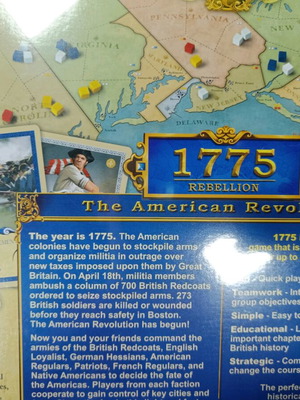 PENNSYLVANIA
VIRGINIA
MARYLAND
NORTH
NEW JERSEY
DELAWARE
1775
REBELLION
The American Revo
The year is 1775. The American
colonies have begun to stockpile arms
and organize militia in outrage over
new taxes imposed upon them by Great
Britain. On April 18th, militia members
ambush a column of 700 British Redcoats
ordered to seize stockpiled arms. 273
British soldiers are killed or wounded
before they reach safety in Boston.
The American Revolution has begun!
Now you and your friends command the
armies of the British Redcoats, English
Loyalist, German Hessians, American
Regulars, Patriots, French Regulars, and
Native Americans to decide the fate of
the Americas. Players from each faction
cooperate to gain control of key cities and
1775
game that is
up to
Quick play
Teamwork - In
group objectives
Simple - Easy to
Educational - L
important chapte
British history
Strategic - Com
change the cours
The perfe
historica